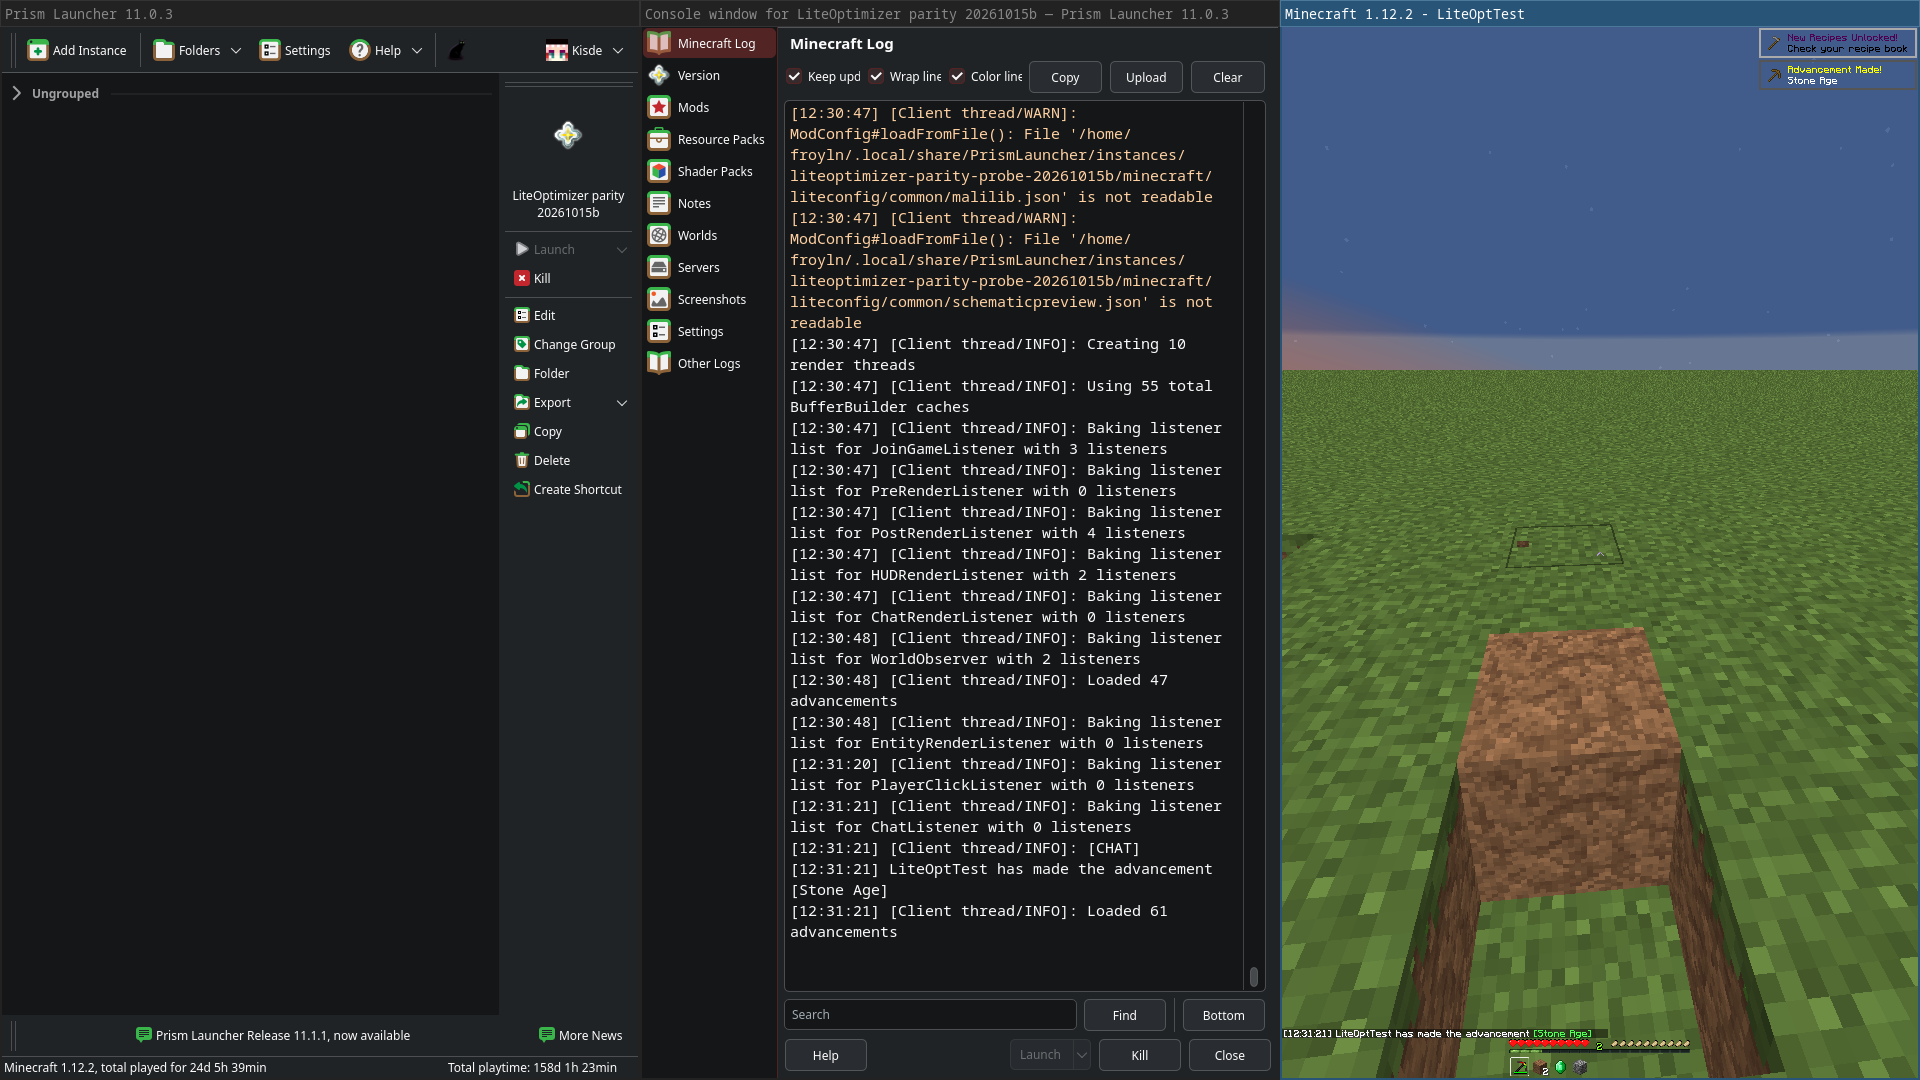 Prism Launcher 11.0.3
Add Instance
Folders
Settings
Help
Kisde
Ungrouped
LiteOptimizer parity
20261015b
Launch
Kill
Edit
Change Group
Folder
Export
Copy
Delete
Create Shortcut
Prism Launcher Release 11.1.1, now available
More News
Minecraft 1.12.2, total played for 24d 5h 39min
Total playtime: 158d 1h 23min
Console window for LiteOptimizer parity 20261015b — Prism Launcher 11.0.3
Minecraft Log
Version
Mods
Resource Packs
Shader Packs
Notes
Worlds
Servers
Screenshots
Settings
Other Logs
Minecraft Log
Keep upd
Wrap line
Color line
Copy
Upload
Clear
[12:30:47] [Client thread/WARN]:
ModConfig#loadFromFile(): File '/home/
froyln/.local/share/PrismLauncher/instances/
liteoptimizer-parity-probe-20261015b/minecraft/
liteconfig/common/malilib.json' is not readable
[12:30:47] [Client thread/WARN]:
ModConfig#loadFromFile(): File '/home/
froyln/.local/share/PrismLauncher/instances/
liteoptimizer-parity-probe-20261015b/minecraft/
liteconfig/common/schematicpreview.json' is not
readable
[12:30:47] [Client thread/INFO]: Creating 10
render threads
[12:30:47] [Client thread/INFO]: Using 55 total
BufferBuilder caches
[12:30:47] [Client thread/INFO]: Baking listener
list for JoinGameListener with 3 listeners
[12:30:47] [Client thread/INFO]: Baking listener
list for PreRenderListener with 0 listeners
[12:30:47] [Client thread/INFO]: Baking listener
list for PostRenderListener with 4 listeners
[12:30:47] [Client thread/INFO]: Baking listener
list for HUDRenderListener with 2 listeners
[12:30:47] [Client thread/INFO]: Baking listener
list for ChatRenderListener with 0 listeners
[12:30:48] [Client thread/INFO]: Baking listener
list for WorldObserver with 2 listeners
[12:30:48] [Client thread/INFO]: Loaded 47
advancements
[12:30:48] [Client thread/INFO]: Baking listener
list for EntityRenderListener with 0 listeners
[12:31:20] [Client thread/INFO]: Baking listener
list for PlayerClickListener with 0 listeners
[12:31:21] [Client thread/INFO]: Baking listener
list for ChatListener with 0 listeners
[12:31:21] [Client thread/INFO]: [CHAT]
[12:31:21] LiteOptTest has made the advancement
[Stone Age]
[12:31:21] [Client thread/INFO]: Loaded 61
advancements
Search
Find
Bottom
Help
Launch
Kill
Close
Minecraft 1.12.2 - LiteOptTest
New Recipes Unlocked!
Check your recipe book
Advancement Made!
Stone Age
[12:31:21] LiteOptTest has made the advancement [Stone Age]
2
2